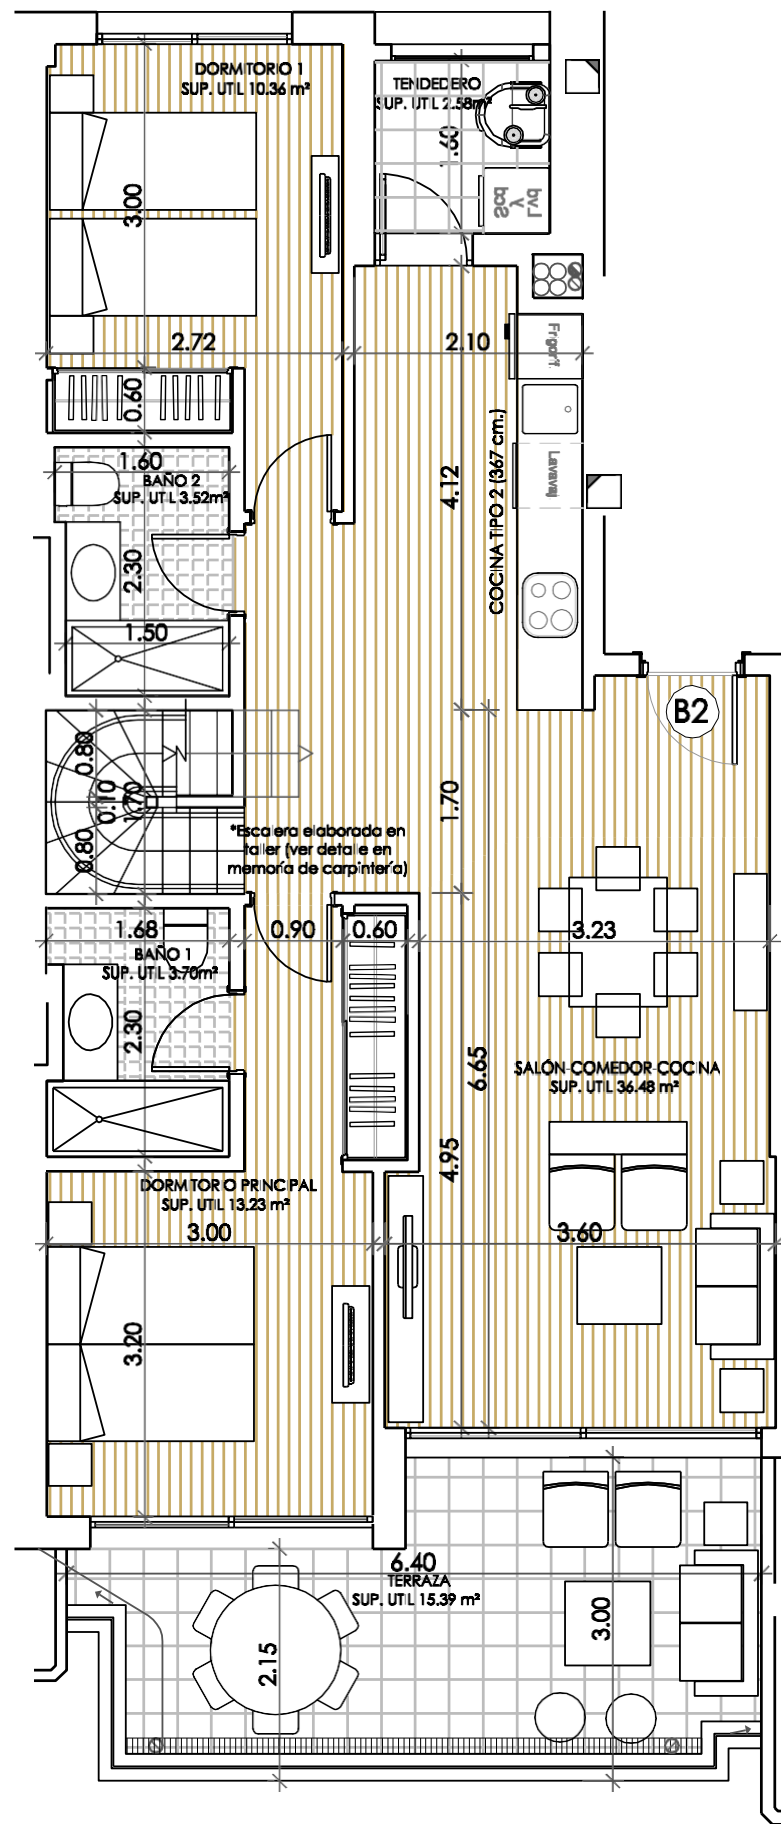 DORMITORIO 1
SUP. UTIL 10.36 m²
TENDEDERO
SUP. UTIL 2.58m²
1.60
Lvd
Y
Scd
3.00
2.72
2.10
Frigoríf.
0.60
1.60
BAÑO 2
SUP. UTIL 3.52m²
4.12
COCINA TIPO 2 (367 cm.)
Lavavaj
2.30
1.50
B2
0.80
0.10
1.70
0.80
1.70
*Escalera elaborada en
taller (ver detalle en
memoría de carpintería)
1.68
0.90
0.60
3.23
BAÑO 1
SUP. UTIL 3.70m²
2.30
6.65
SALÓN-COMEDOR-COCINA
SUP. UTIL 36.48 m²
4.95
DORMITORIO PRINCIPAL
SUP. UTIL 13.23 m²
3.00
3.60
3.20
6.40
TERRAZA
SUP. UTIL 15.39 m²
3.00
2.15